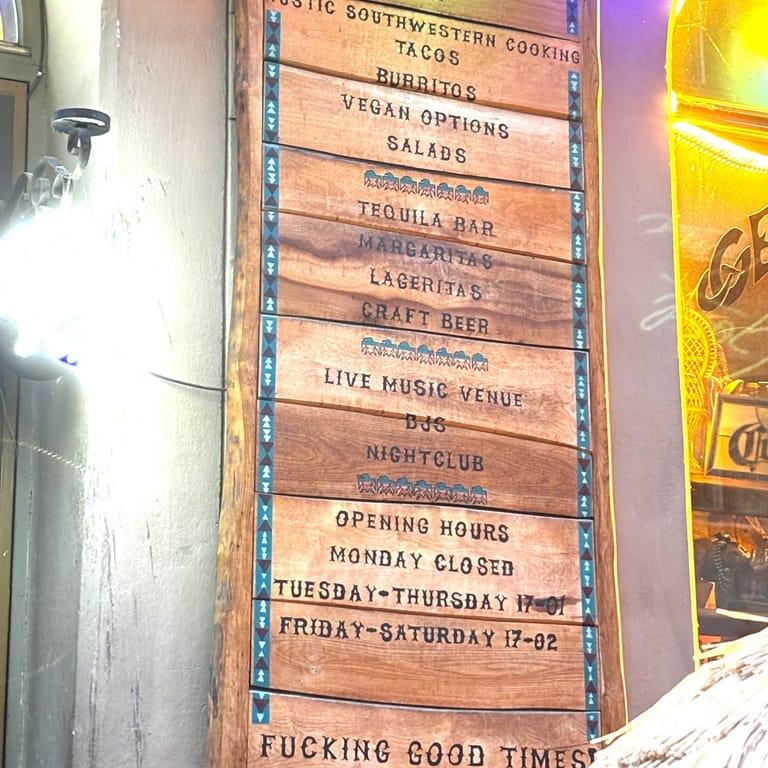 RUSTIC SOUTHWESTERN COOKING
TACOS
BURRITOS
VEGAN OPTIONS
SALADS
TEQUILA BAR
MARGARITAS
LAGERITAS
CRAFT BEER
LIVE MUSIC VENUE
DJS
NIGHTCLUB
OPENING HOURS
MONDAY CLOSED
TUESDAY-THURSDAY 17-01
FRIDAY-SATURDAY 17-02
FUCKING GOOD TIMES!